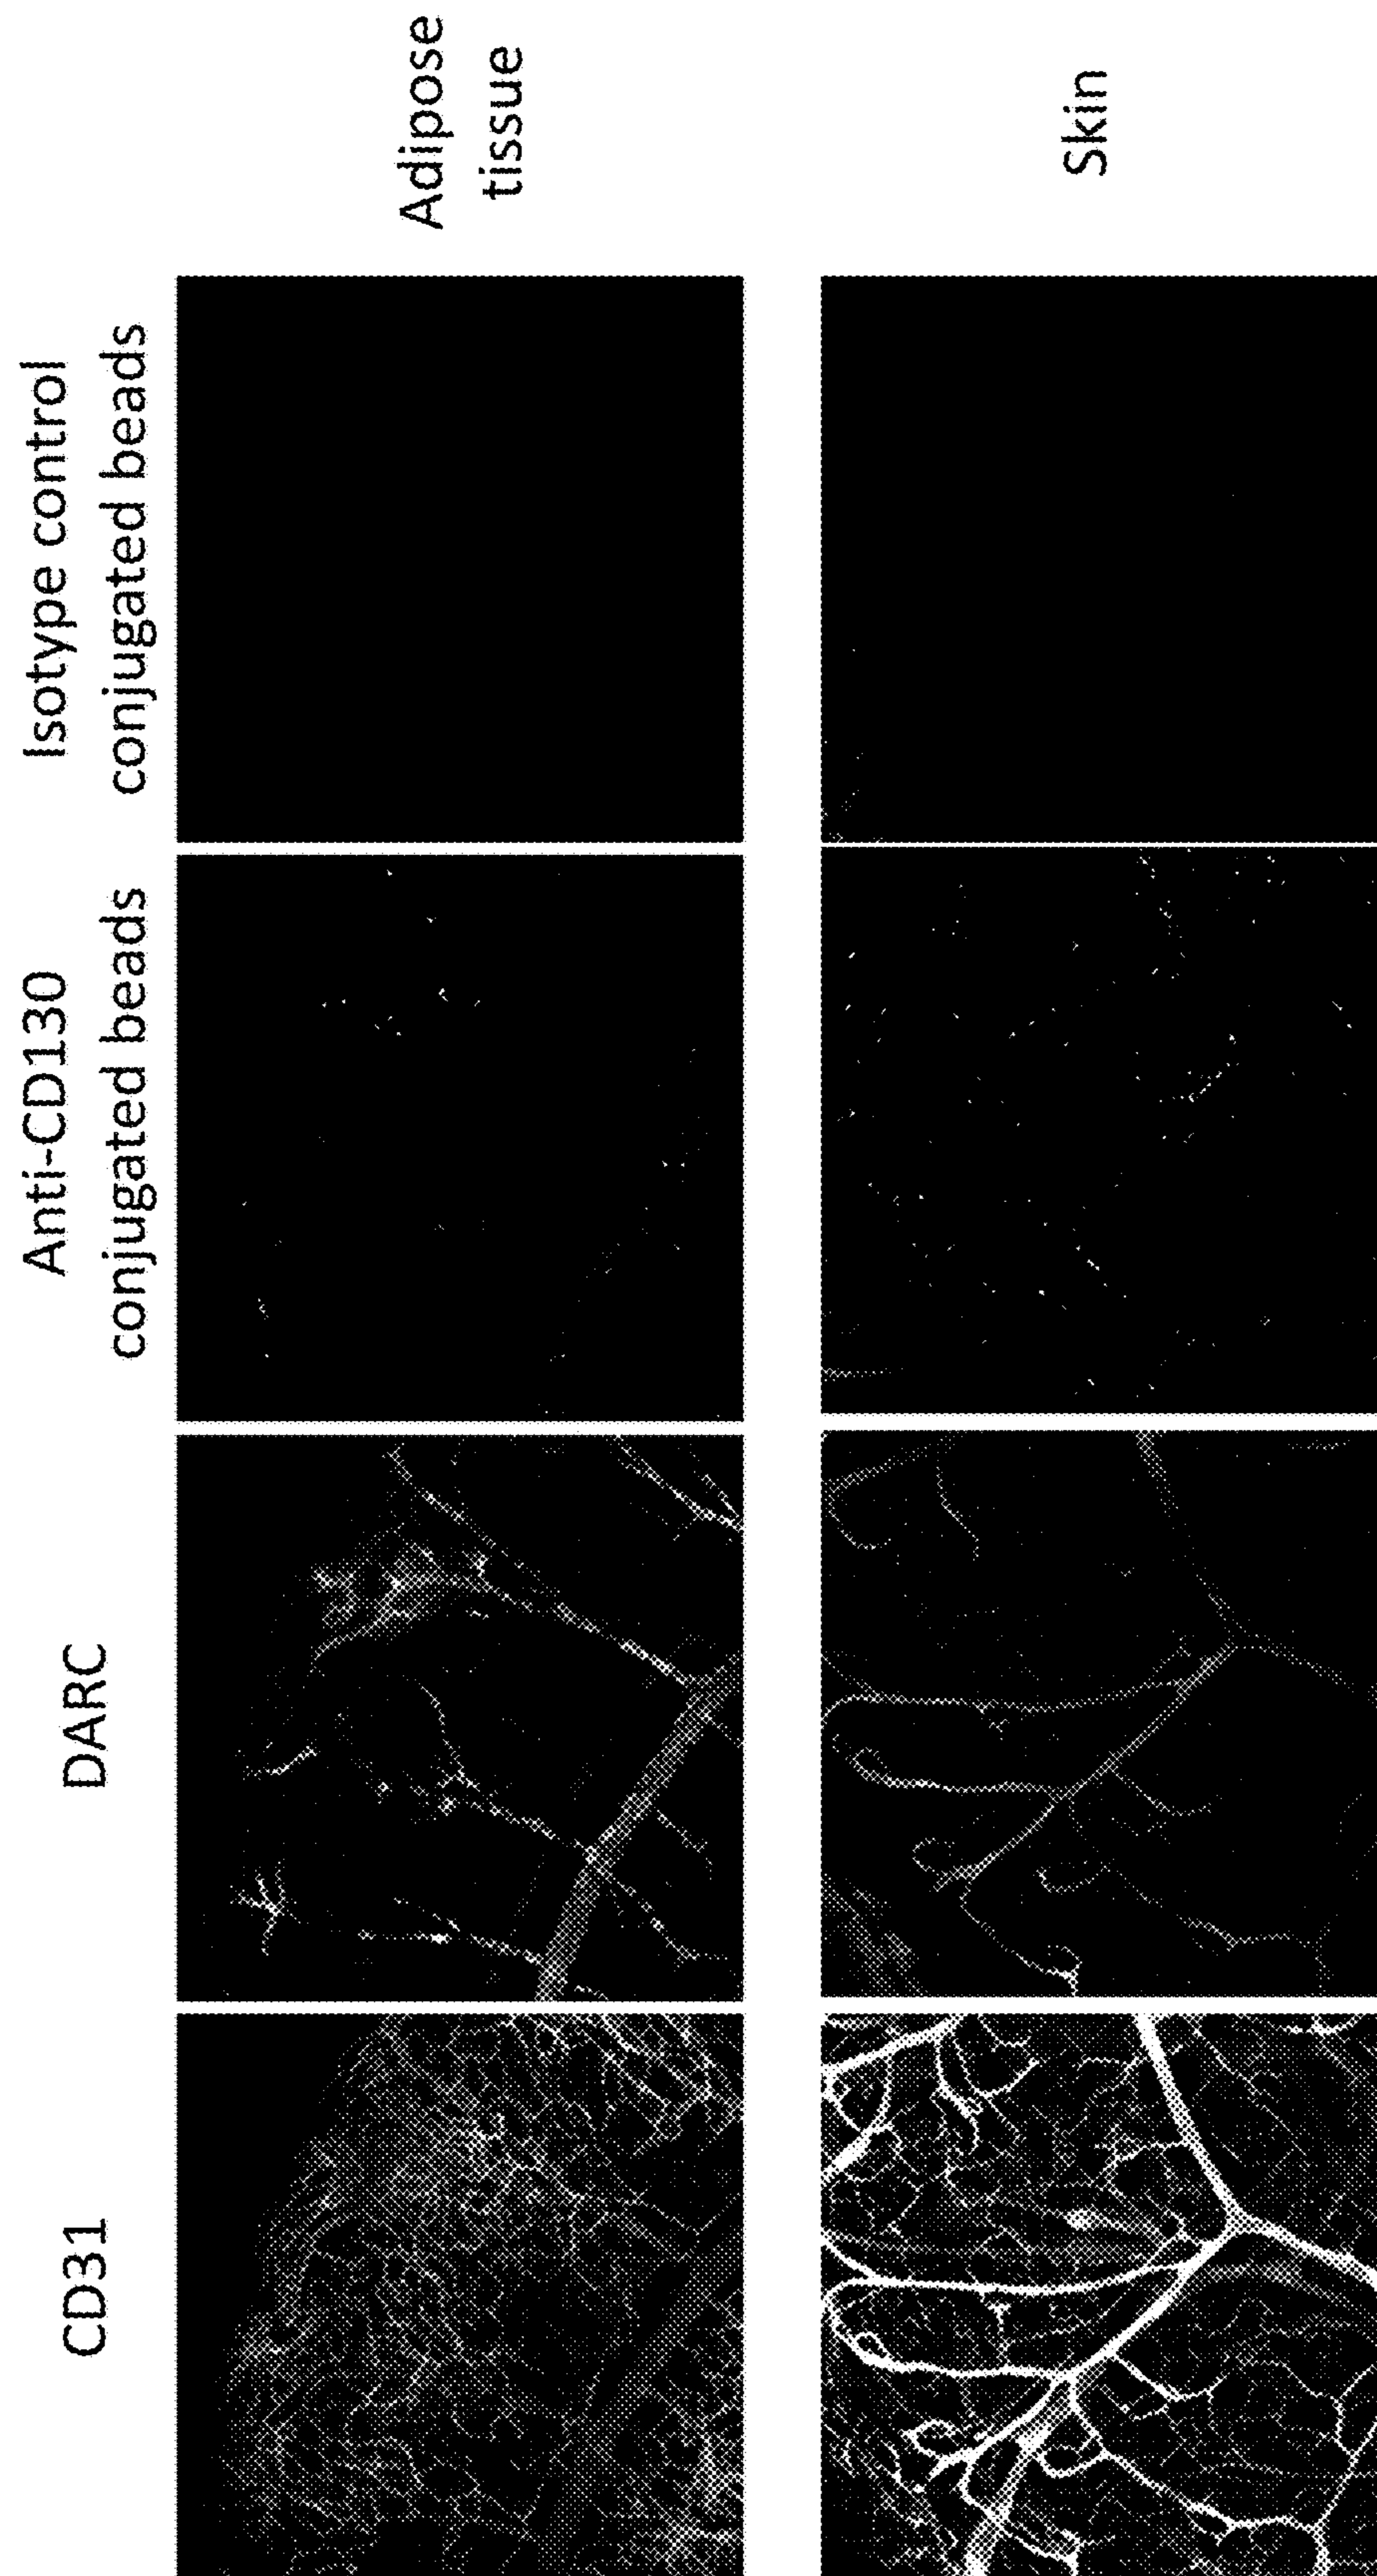 CD31
DARC
Anti-CD130
conjugated beads
Isotype control
conjugated beads
Adipose
tissue
Skin